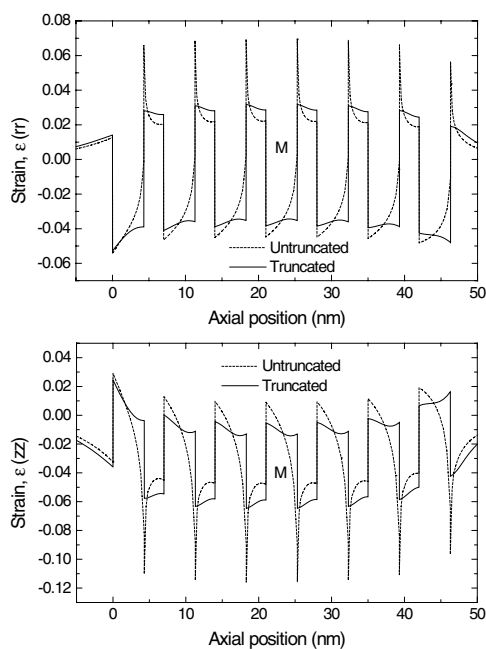 0.08
0.06
0.04
0.02
0.00
-0.02
-0.04
-0.06
Strain, ε (rr)
M
Untruncated
Truncated
0 10 20 30 40 50
Axial position (nm)
0.04
0.02
0.00
-0.02
-0.04
-0.06
-0.08
-0.10
-0.12
Strain, ε (zz)
Untruncated
Truncated
M
0 10 20 30 40 50
Axial position (nm)